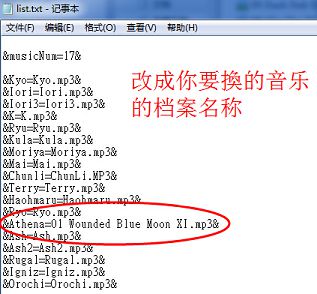 list.txt - 记事本
文件(F) 编辑(E) 格式(O) 查看(V) 帮助(H)
&musicNum=17&
&Kyo=Kyo.mp3&
&Iori=Iori.mp3&
&Iori3=Iori3.mp3&
&K=K.mp3&
&Ryu=Ryu.mp3&
&Kula=Kula.mp3&
&Moriya=Moriya.mp3&
&Mai=Mai.mp3&
&Chunli=ChunLi.MP3&
&Terry=Terry.mp3&
&Haohmaru=Haohmaru.mp3&
&Ryo=Ryo.mp3&
&Athena=01 Wounded Blue Moon XI.mp3&
&Ash=Ash.mp3&
&Ash2=Ash2.mp3&
&Rugal=Rugal.mp3&
&Igniz=Igniz.mp3&
&Orochi=Orochi.mp3&
改成你要换的音乐
的档案名称